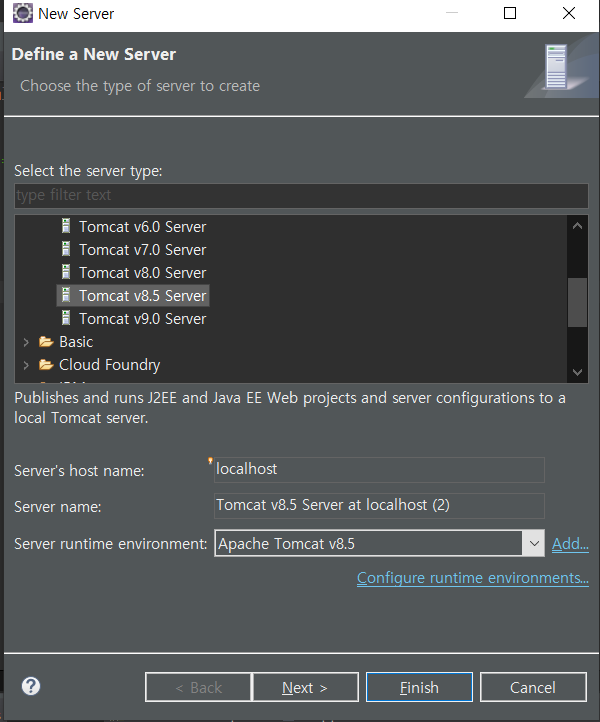 New Server
Define a New Server
Choose the type of server to create
Select the server type:
type filter text
Tomcat v6.0 Server
Tomcat v7.0 Server
Tomcat v8.0 Server
Tomcat v8.5 Server
Tomcat v9.0 Server
Basic
Cloud Foundry
Publishes and runs J2EE and Java EE Web projects and server configurations to a
local Tomcat server.
Server's host name: localhost
Server name: Tomcat v8.5 Server at localhost (2)
Server runtime environment: Apache Tomcat v8.5 Add...
Configure runtime environments...
? < Back Next > Finish Cancel